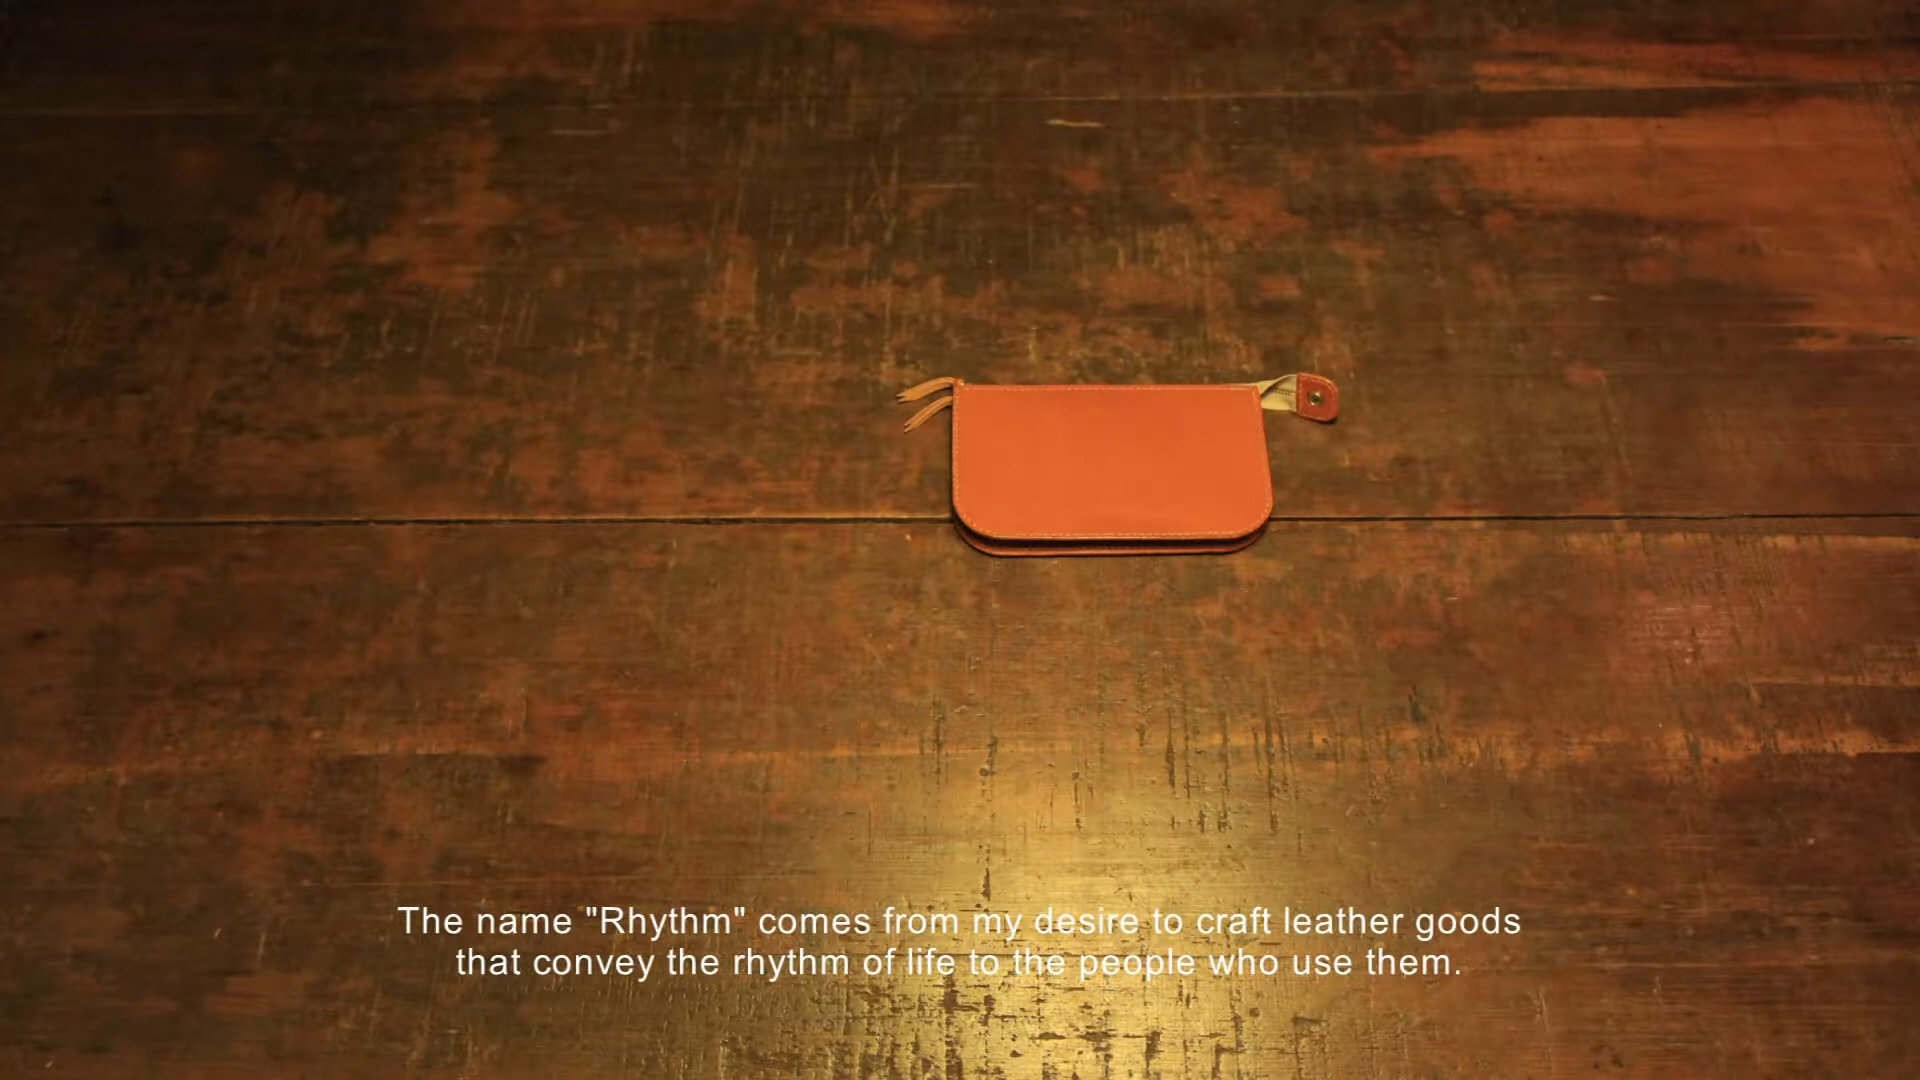 The name "Rhythm" comes from my desire to craft leather goods
that convey the rhythm of life to the people who use them.